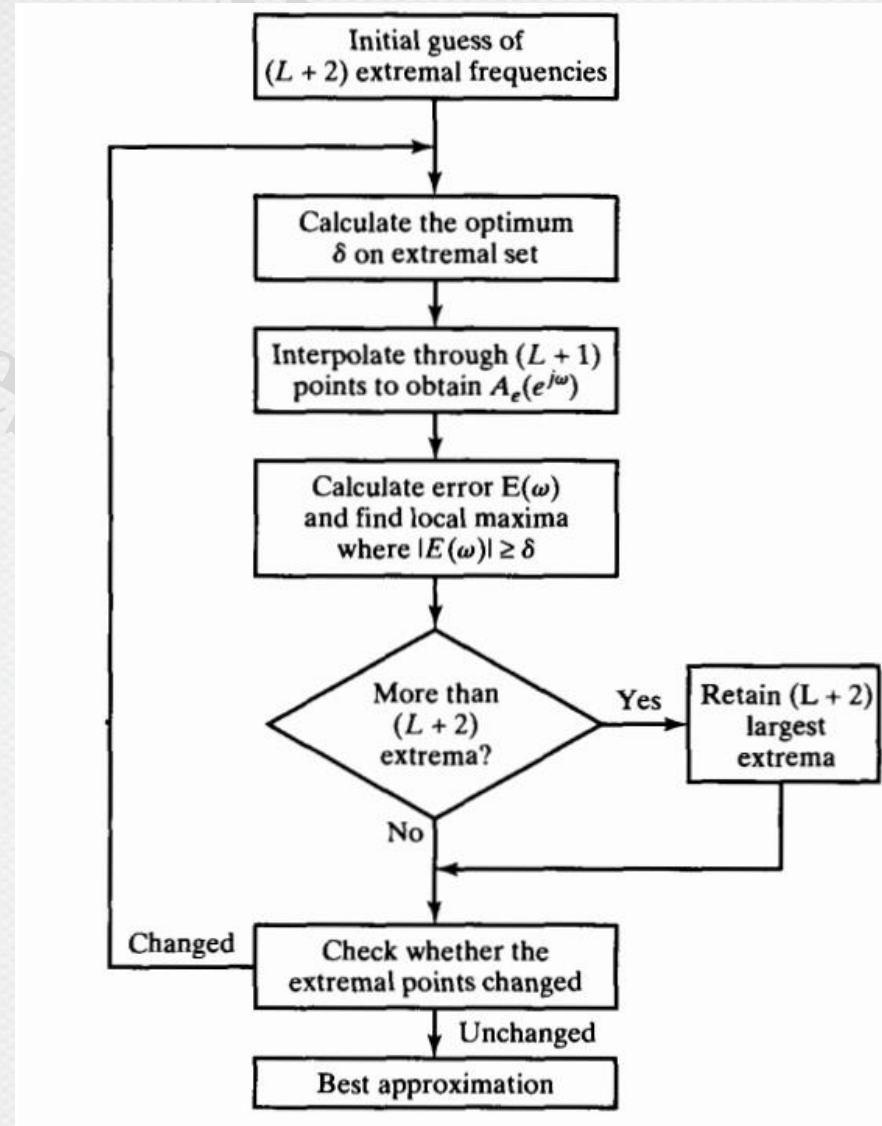 Initial guess of
(L + 2) extremal frequencies
Calculate the optimum
δ on extremal set
Interpolate through (L + 1)
points to obtain Aₑ(e^{jω})
Calculate error E(ω)
and find local maxima
where |E(ω)| ≥ δ
More than
(L + 2)
extrema?
Yes
Retain (L + 2)
largest
extrema
No
Changed
Check whether the
extremal points changed
Unchanged
Best approximation